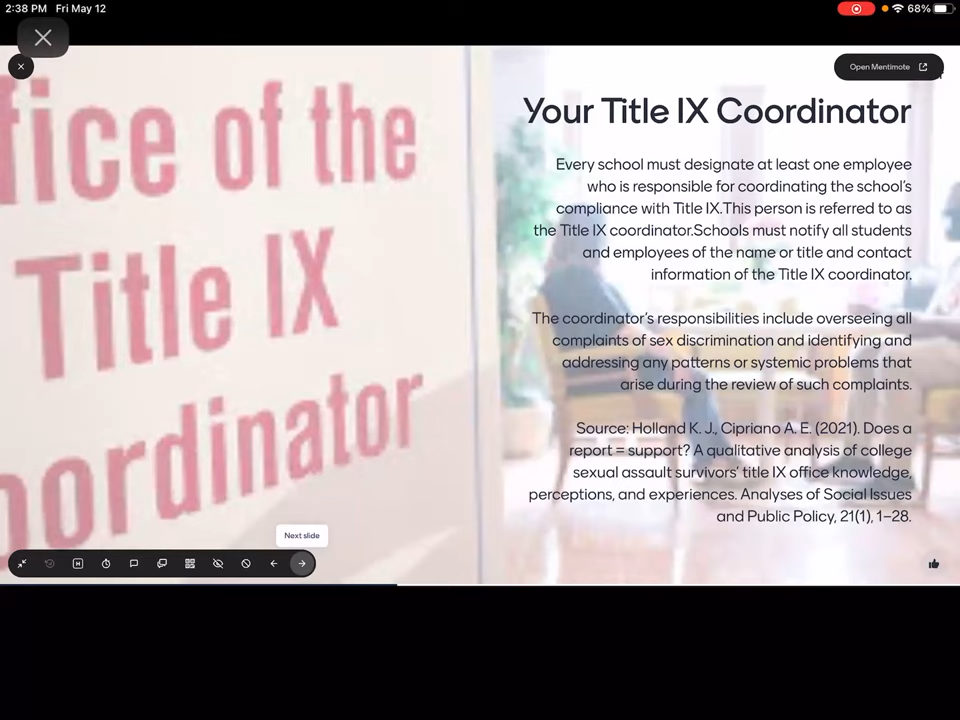 2:38 PM Fri May 12
68%
Open Mentimote
fice of the
Title IX
oordinator
Your Title IX Coordinator
Every school must designate at least one employee
who is responsible for coordinating the school's
compliance with Title IX.This person is referred to as
the Title IX coordinator.Schools must notify all students
and employees of the name or title and contact
information of the Title IX coordinator.
The coordinator's responsibilities include overseeing all
complaints of sex discrimination and identifying and
addressing any patterns or systemic problems that
arise during the review of such complaints.
Source: Holland K. J., Cipriano A. E. (2021). Does a
report = support? A qualitative analysis of college
sexual assault survivors' title IX office knowledge,
perceptions, and experiences. Analyses of Social Issues
and Public Policy, 21(1), 1–28.
Next slide